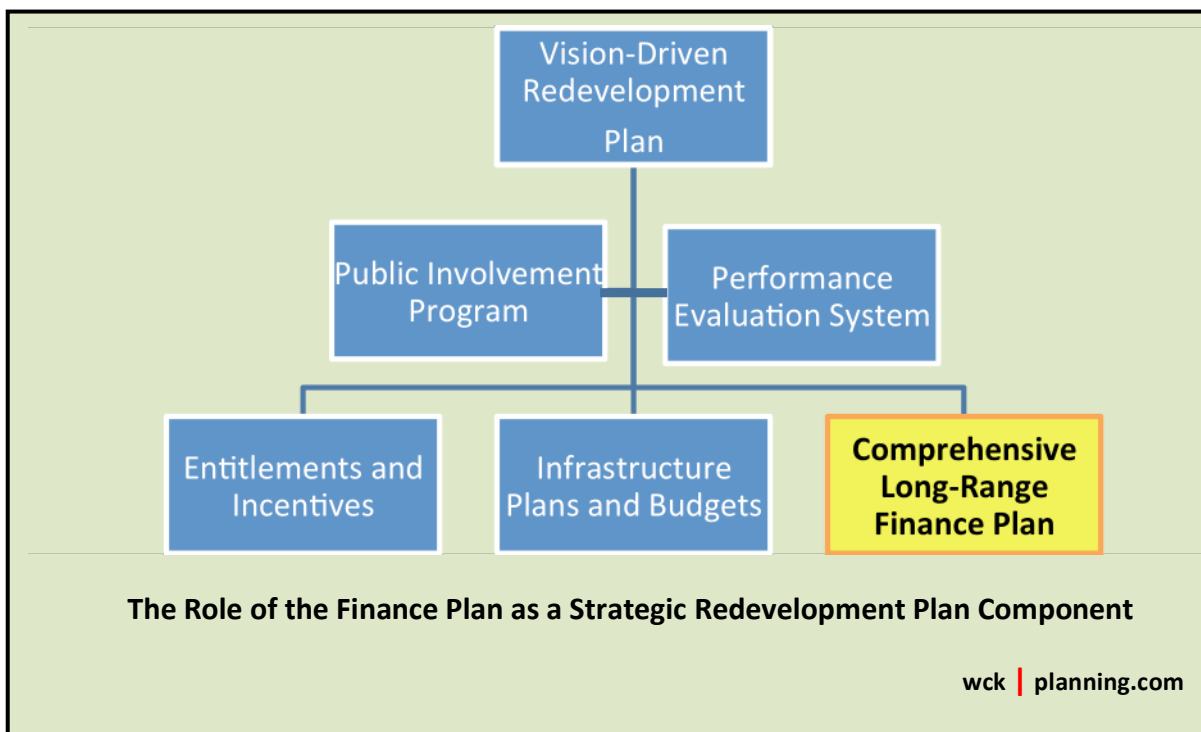 Vision-Driven
Redevelopment
Plan
Public Involvement
Program
Performance
Evaluation System
Entitlements and
Incentives
Infrastructure
Plans and Budgets
Comprehensive
Long-Range
Finance Plan
The Role of the Finance Plan as a Strategic Redevelopment Plan Component
wck | planning.com